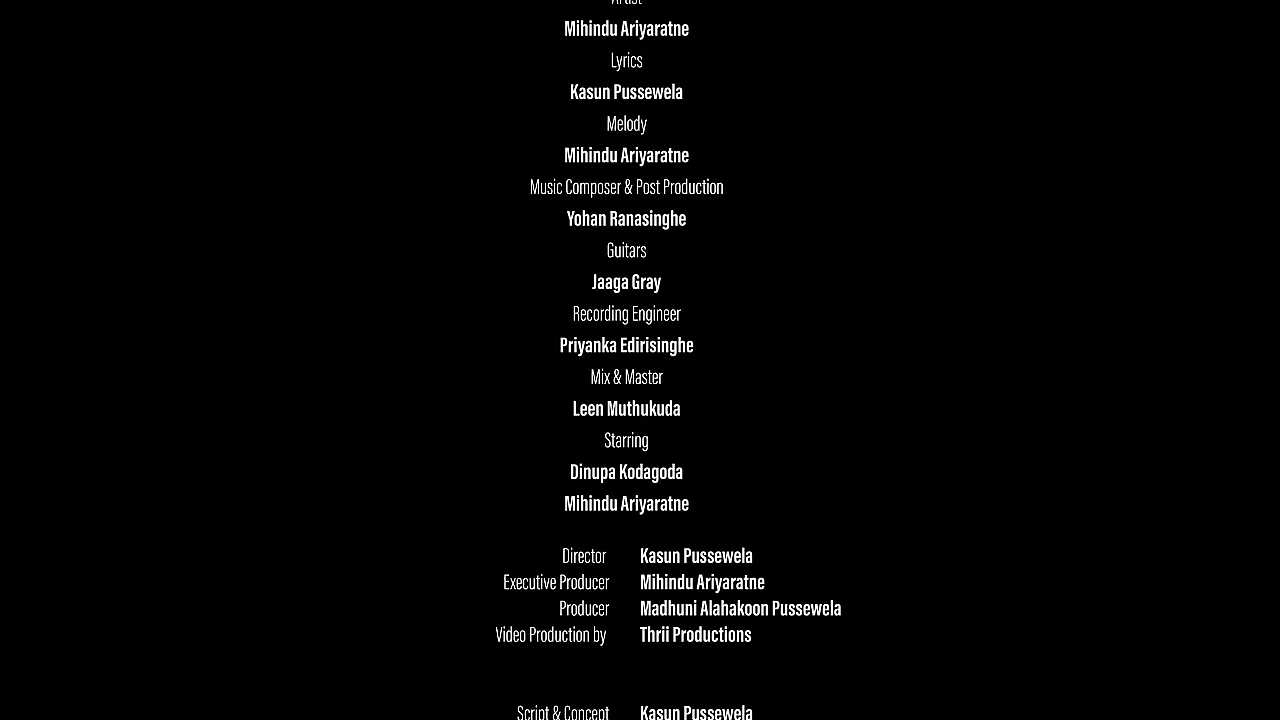 Artist
Mihindu Ariyaratne
Lyrics
Kasun Pussewela
Melody
Mihindu Ariyaratne
Music Composer & Post Production
Yohan Ranasinghe
Guitars
Jaaga Gray
Recording Engineer
Priyanka Edirisinghe
Mix & Master
Leen Muthukuda
Starring
Dinupa Kodagoda
Mihindu Ariyaratne
Director Kasun Pussewela
Executive Producer Mihindu Ariyaratne
Producer Madhuni Alahakoon Pussewela
Video Production by Thrii Productions
Script & Concept Kasun Pussewela